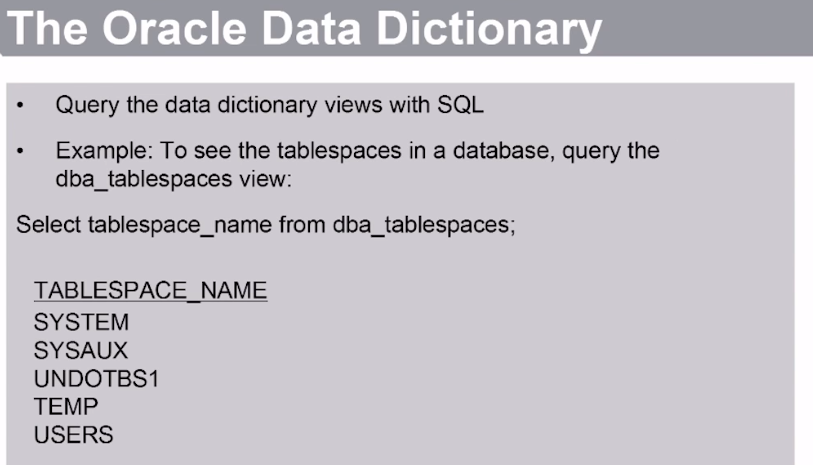 The Oracle Data Dictionary
• Query the data dictionary views with SQL
• Example: To see the tablespaces in a database, query the
dba_tablespaces view:
Select tablespace_name from dba_tablespaces;
TABLESPACE_NAME
SYSTEM
SYSAUX
UNDOTBS1
TEMP
USERS